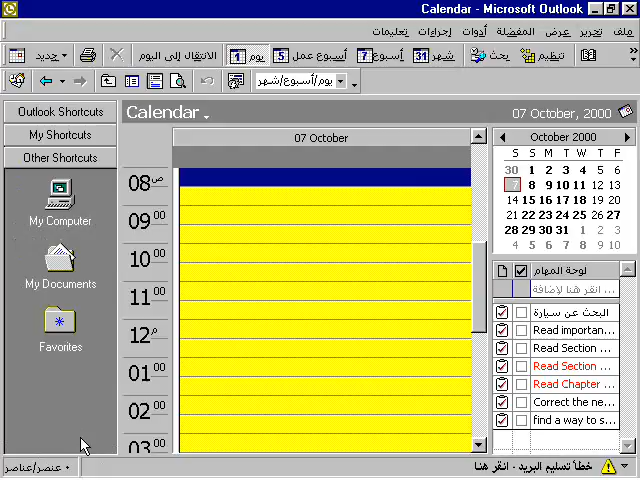 Calendar - Microsoft Outlook
ملف تحرير عرض المفضلة أدوات إجراءات تعليمات
جديد الانتقال إلى اليوم 1 يوم 5 أسبوع عمل 7 أسبوع 31 شهر بحث تنظيم
يوم/أسبوع/شهر
Outlook Shortcuts
My Shortcuts
Other Shortcuts
My Computer
My Documents
Favorites
Calendar
07 October, 2000
07 October
08 ص
09 00
10 00
11 00
12 م
01 00
02 00
03 00
October 2000
S S M T W T F
30 1 2 3 4 5 6
7 8 9 10 11 12 13
14 15 16 17 18 19 20
21 22 23 24 25 26 27
28 29 30 31 1 2 3
4 5 6 7 8 9 10
لوحة المهام
انقر هنا لإضافة ...
البحث عن سيارة
Read importan...
Read Section ...
Read Section ...
Read Chapter ...
Correct the ne...
find a way to s...
عنصر/عناصر
خطأ تسليم البريد - انقر هنا